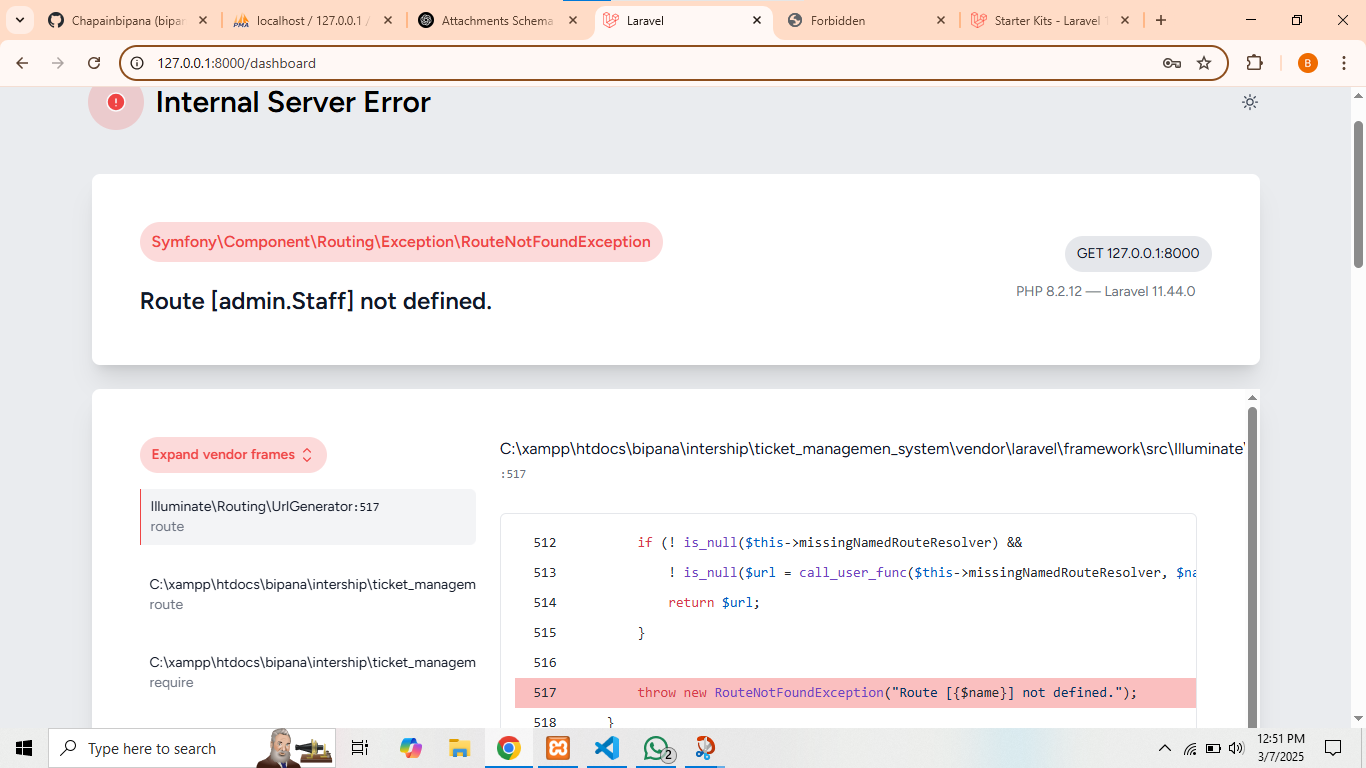 Chapainbipana (bipar
localhost / 127.0.0.1 /
Attachments Schema
Laravel
Forbidden
Starter Kits - Laravel 1
127.0.0.1:8000/dashboard
B
Internal Server Error
Symfony\Component\Routing\Exception\RouteNotFoundException
GET 127.0.0.1:8000
Route [admin.Staff] not defined.
PHP 8.2.12 — Laravel 11.44.0
Expand vendor frames
Illuminate\Routing\UrlGenerator:517
route
C:\xampp\htdocs\bipana\intership\ticket_managem
route
C:\xampp\htdocs\bipana\intership\ticket_managem
require
C:\xampp\htdocs\bipana\intership\ticket_managemen_system\vendor\laravel\framework\src\Illuminate\
:517
512 if (! is_null($this->missingNamedRouteResolver) &&
513 ! is_null($url = call_user_func($this->missingNamedRouteResolver, $na
514 return $url;
515 }
516
517 throw new RouteNotFoundException("Route [{$name}] not defined.");
518 }
Type here to search
2
12:51 PM
3/7/2025